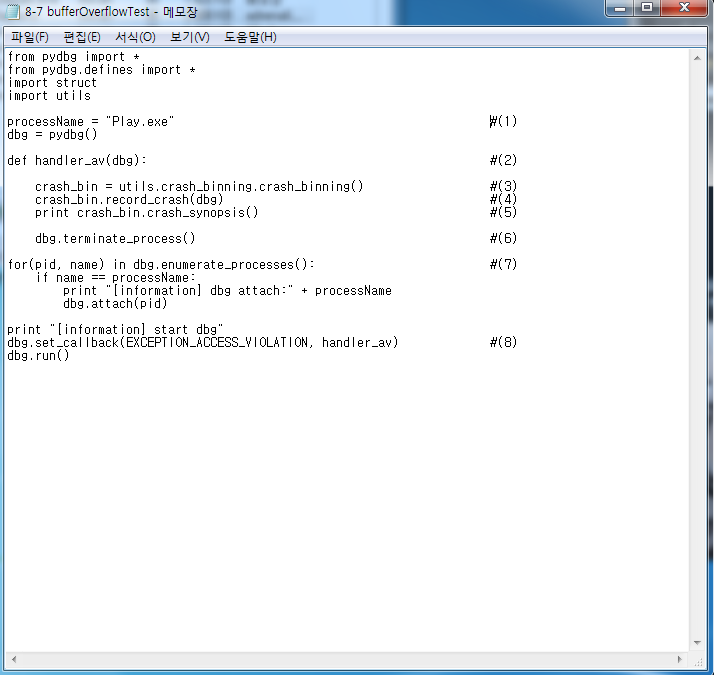 8-7 bufferOverflowTest - 메모장
파일(F) 편집(E) 서식(O) 보기(V) 도움말(H)
from pydbg import *
from pydbg.defines import *
import struct
import utils
processName = "Play.exe" #(1)
dbg = pydbg()
def handler_av(dbg): #(2)
crash_bin = utils.crash_binning.crash_binning() #(3)
crash_bin.record_crash(dbg) #(4)
print crash_bin.crash_synopsis() #(5)
dbg.terminate_process() #(6)
for(pid, name) in dbg.enumerate_processes(): #(7)
if name == processName:
print "[information] dbg attach:" + processName
dbg.attach(pid)
print "[information] start dbg"
dbg.set_callback(EXCEPTION_ACCESS_VIOLATION, handler_av) #(8)
dbg.run()